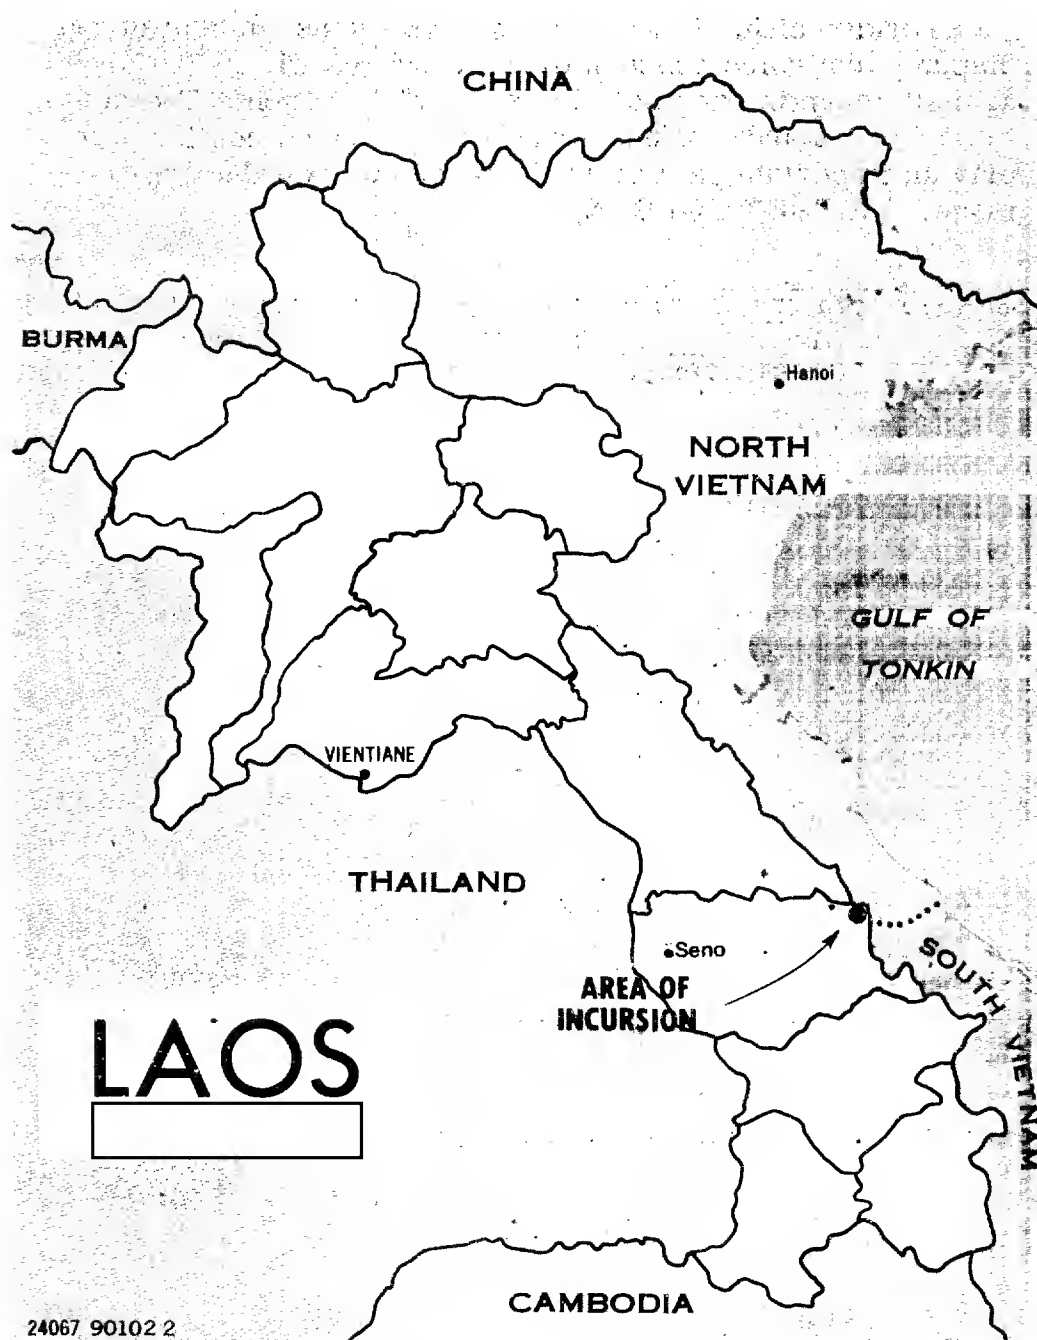 CHINA
BURMA
Hanoi
NORTH
VIETNAM
GULF OF
TONKIN
VIENTIANE
THAILAND
Seno
SOUTH VIETNAM
AREA OF
INCURSION
LAOS
CAMBODIA
24067 90102 2